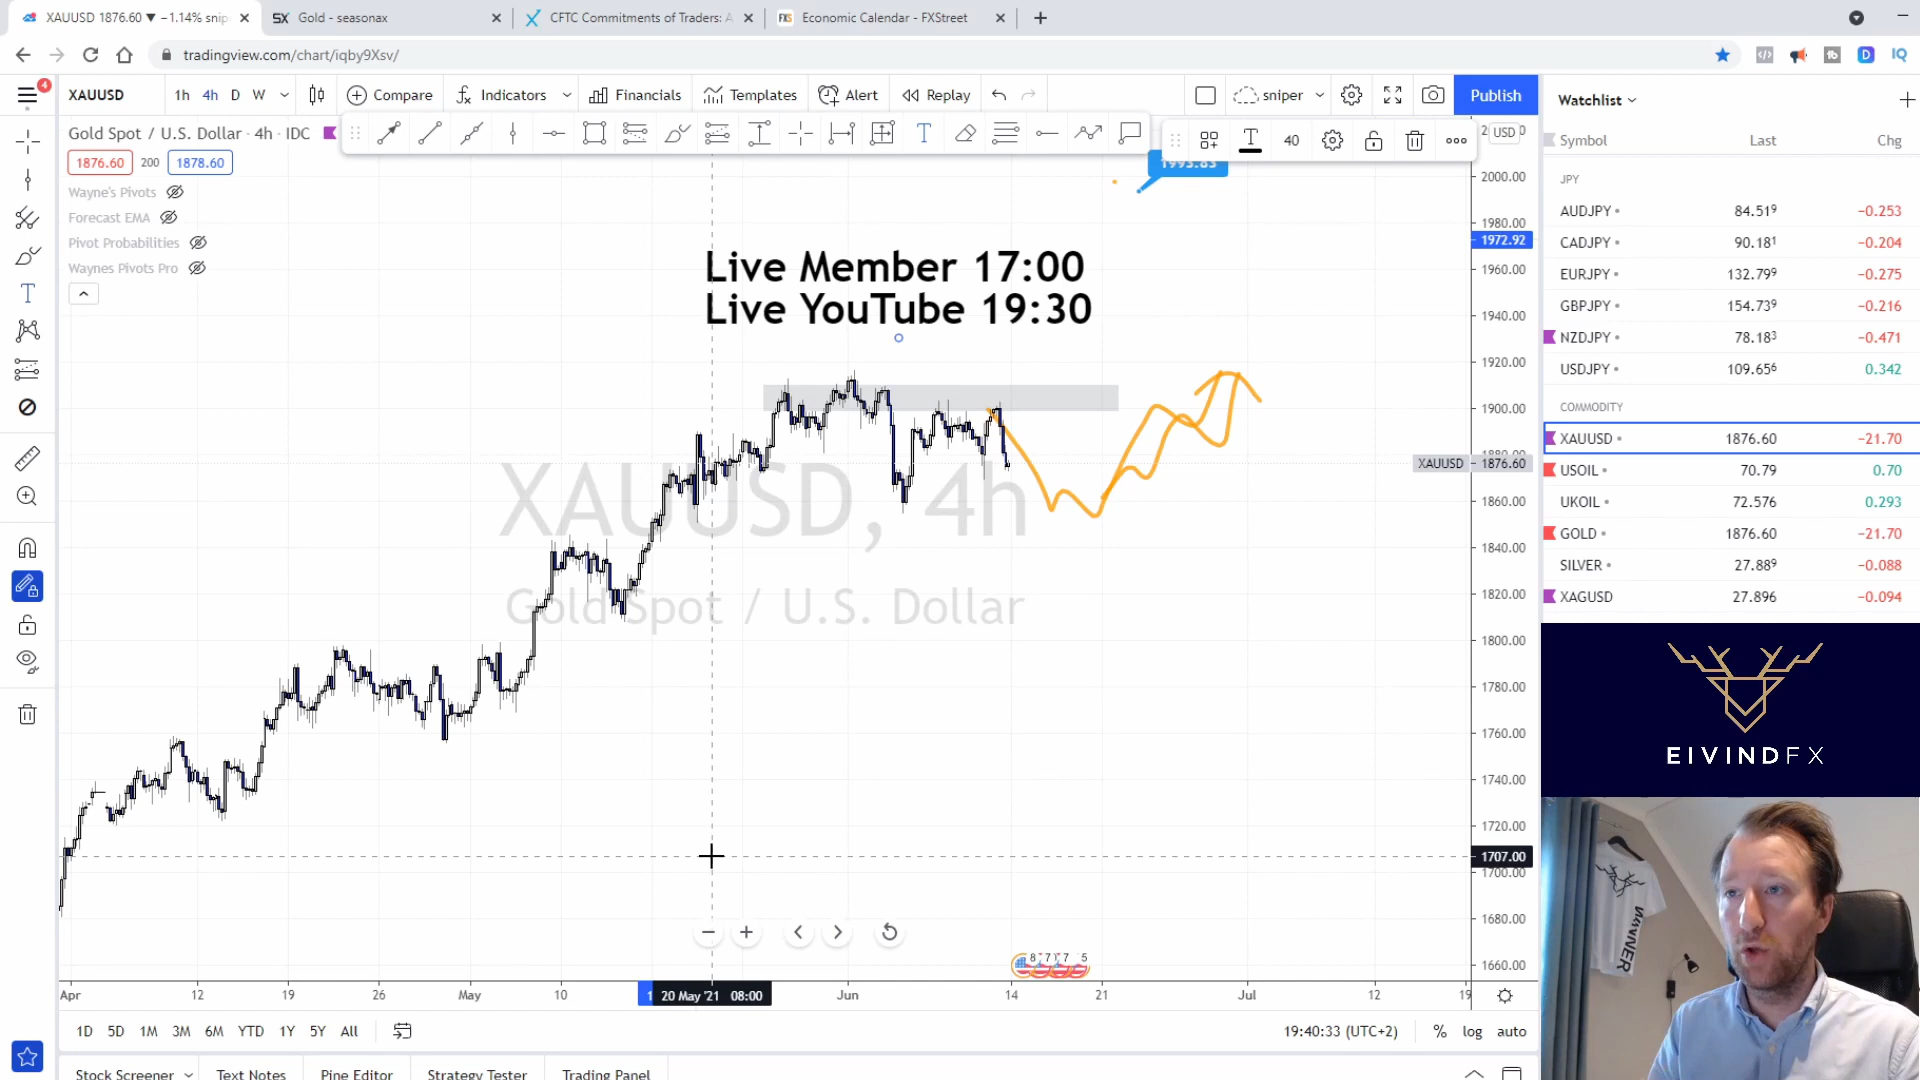 XAUUSD 1876.60 ▼ −1.14% snip
Gold - seasonax
CFTC Commitments of Traders: A
Economic Calendar - FXStreet
tradingview.com/chart/iqby9Xsv/
4
XAUUSD
1h 4h D W
Compare
Indicators
Financials
Templates
Alert
Replay
sniper
Publish
Gold Spot / U.S. Dollar · 4h · IDC
40
USD
1876.60 200 1878.60
Wayne's Pivots
Forecast EMA
Pivot Probabilities
Waynes Pivots Pro
1993.83
Live Member 17:00
Live YouTube 19:30
XAUUSD, 4h
Gold Spot / U.S. Dollar
2000.00
1980.00
1972.92
1960.00
1940.00
1920.00
1900.00
1880.00
XAUUSD 1876.60
1860.00
1840.00
1820.00
1800.00
1780.00
1760.00
1740.00
1720.00
1707.00
1700.00
1680.00
1660.00
8 7 7 5
Apr 12 19 26 May 10 20 May '21 08:00 Jun 14 21 Jul 12 19
1D 5D 1M 3M 6M YTD 1Y 5Y All
19:40:33 (UTC+2) % log auto
Stock Screener Text Notes Pine Editor Strategy Tester Trading Panel
Watchlist
Symbol Last Chg
JPY
AUDJPY 84.519 −0.253
CADJPY 90.181 −0.204
EURJPY 132.799 −0.275
GBPJPY 154.739 −0.216
NZDJPY 78.183 −0.471
USDJPY 109.656 0.342
COMMODITY
XAUUSD 1876.60 −21.70
USOIL 70.79 0.70
UKOIL 72.576 0.293
GOLD 1876.60 −21.70
SILVER 27.889 −0.088
XAGUSD 27.896 −0.094
EIVINDFX